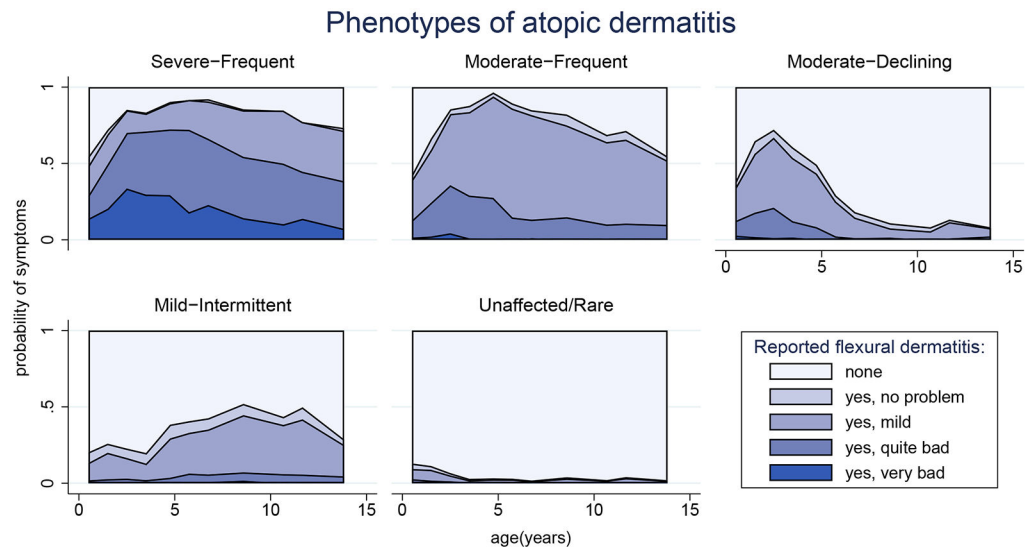 Phenotypes of atopic dermatitis
Severe−Frequent
Moderate−Frequent
Moderate−Declining
1
.5
0
0 5 10 15
probability of symptoms
Mild−Intermittent
Unaffected/Rare
1
.5
0
0 5 10 15
0 5 10 15
age(years)
Reported flexural dermatitis:
none
yes, no problem
yes, mild
yes, quite bad
yes, very bad